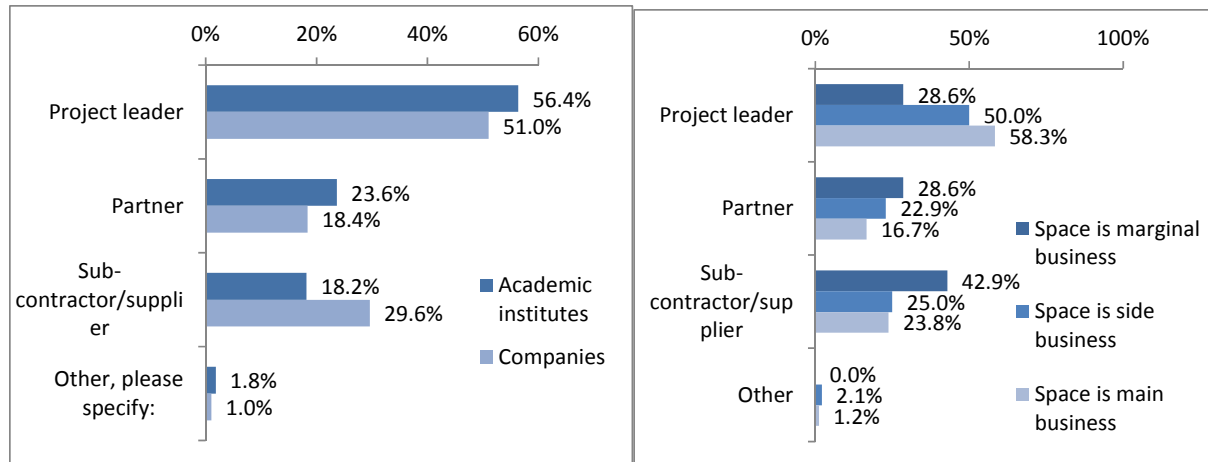 0% 20% 40% 60%
Project leader
56.4%
51.0%
Partner
23.6%
18.4%
Sub-
contractor/suppli
er
18.2%
29.6%
Other, please
specify:
1.8%
1.0%
Academic
institutes
Companies
0% 50% 100%
Project leader
28.6%
50.0%
58.3%
Partner
28.6%
22.9%
16.7%
Sub-
contractor/sup
plier
42.9%
25.0%
23.8%
Other
0.0%
2.1%
1.2%
Space is marginal
business
Space is side
business
Space is main
business